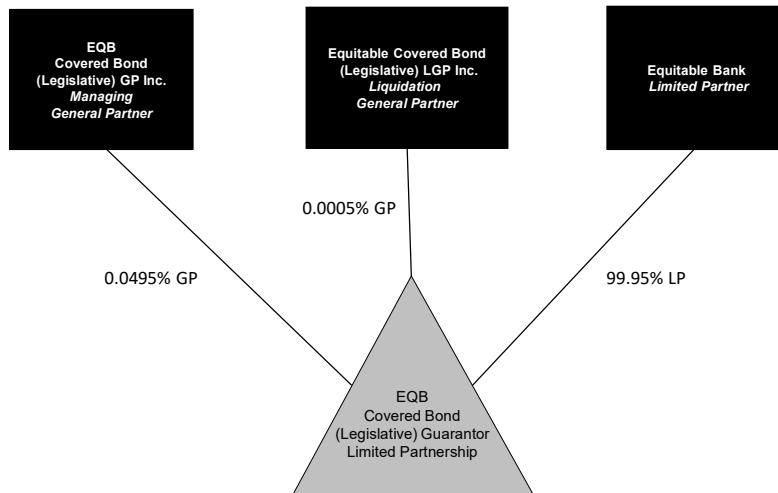 EQB
Covered Bond
(Legislative) GP Inc.
Managing
General Partner
Equitable Covered Bond
(Legislative) LGP Inc.
Liquidation
General Partner
Equitable Bank
Limited Partner
0.0005% GP
0.0495% GP
99.95% LP
EQB
Covered Bond
(Legislative) Guarantor
Limited Partnership